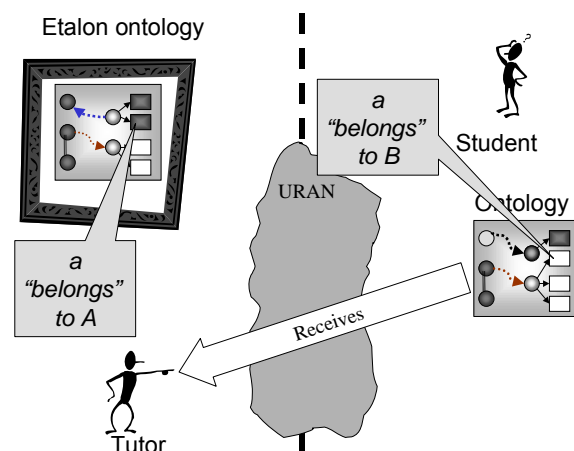 Etalon ontology
?
a
“belongs”
to B
Student
URAN
Ontology
a
“belongs”
to A
Receives
Tutor